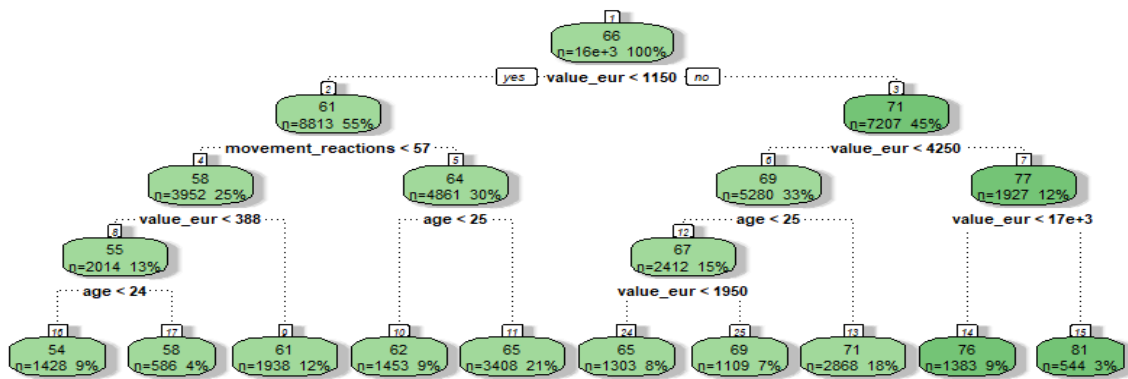 1
66
n=16e+3 100%
yes value_eur < 1150 no
2 3
61 71
n=8813 55% n=7207 45%
movement_reactions < 57 value_eur < 4250
4 5 6 7
58 64 69 77
n=3952 25% n=4861 30% n=5280 33% n=1927 12%
value_eur < 388 age < 25 age < 25 value_eur < 17e+3
8 12
55 67
n=2014 13% n=2412 15%
age < 24 value_eur < 1950
16 17 9 10 11 24 25 13 14 15
54 58 61 62 65 65 69 71 76 81
n=1428 9% n=586 4% n=1938 12% n=1453 9% n=3408 21% n=1303 8% n=1109 7% n=2868 18% n=1383 9% n=544 3%